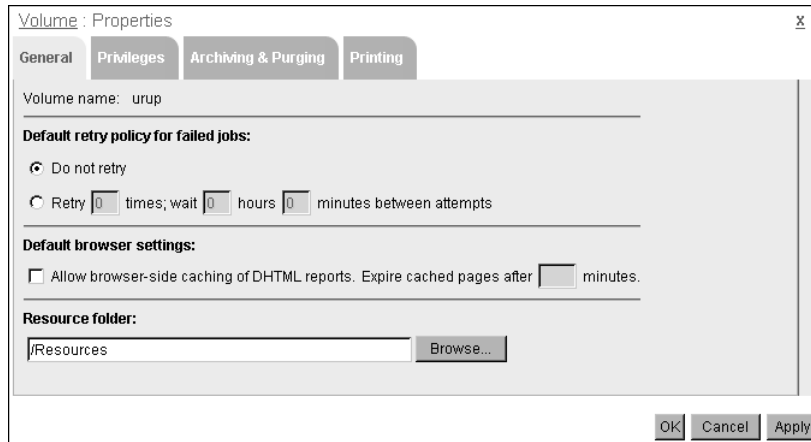 Volume : Properties x
General Privileges Archiving & Purging Printing
Volume name: urup
Default retry policy for failed jobs:
Do not retry
Retry 0 times; wait 0 hours 0 minutes between attempts
Default browser settings:
Allow browser-side caching of DHTML reports. Expire cached pages after minutes.
Resource folder:
/Resources Browse...
OK Cancel Apply